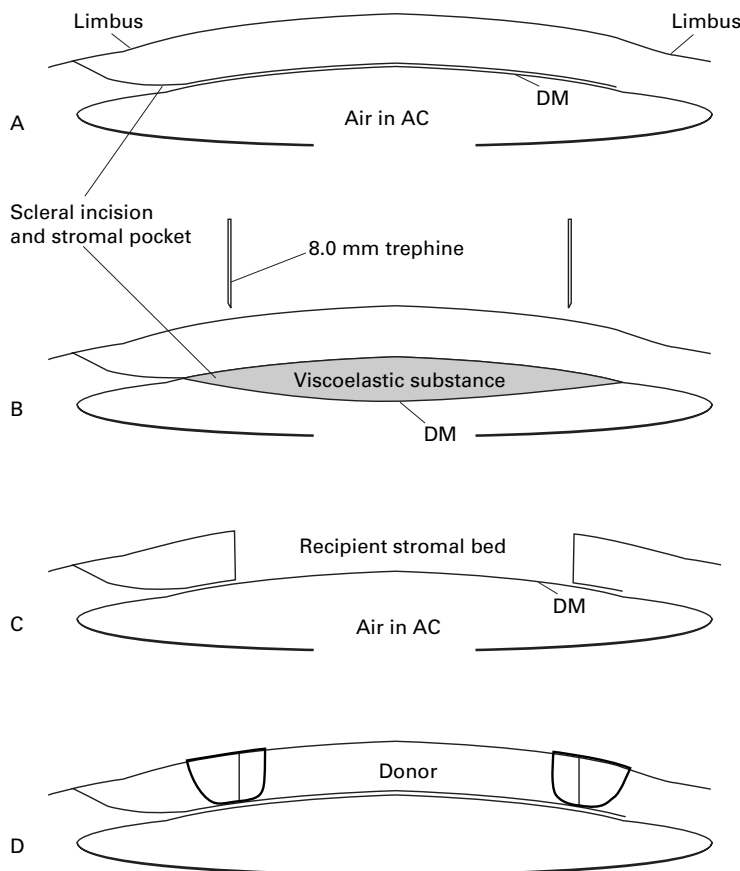 Limbus
Limbus
DM
A
Air in AC
Scleral incision
and stromal pocket
8.0 mm trephine
Viscoelastic substance
B
DM
Recipient stromal bed
DM
C
Air in AC
Donor
D